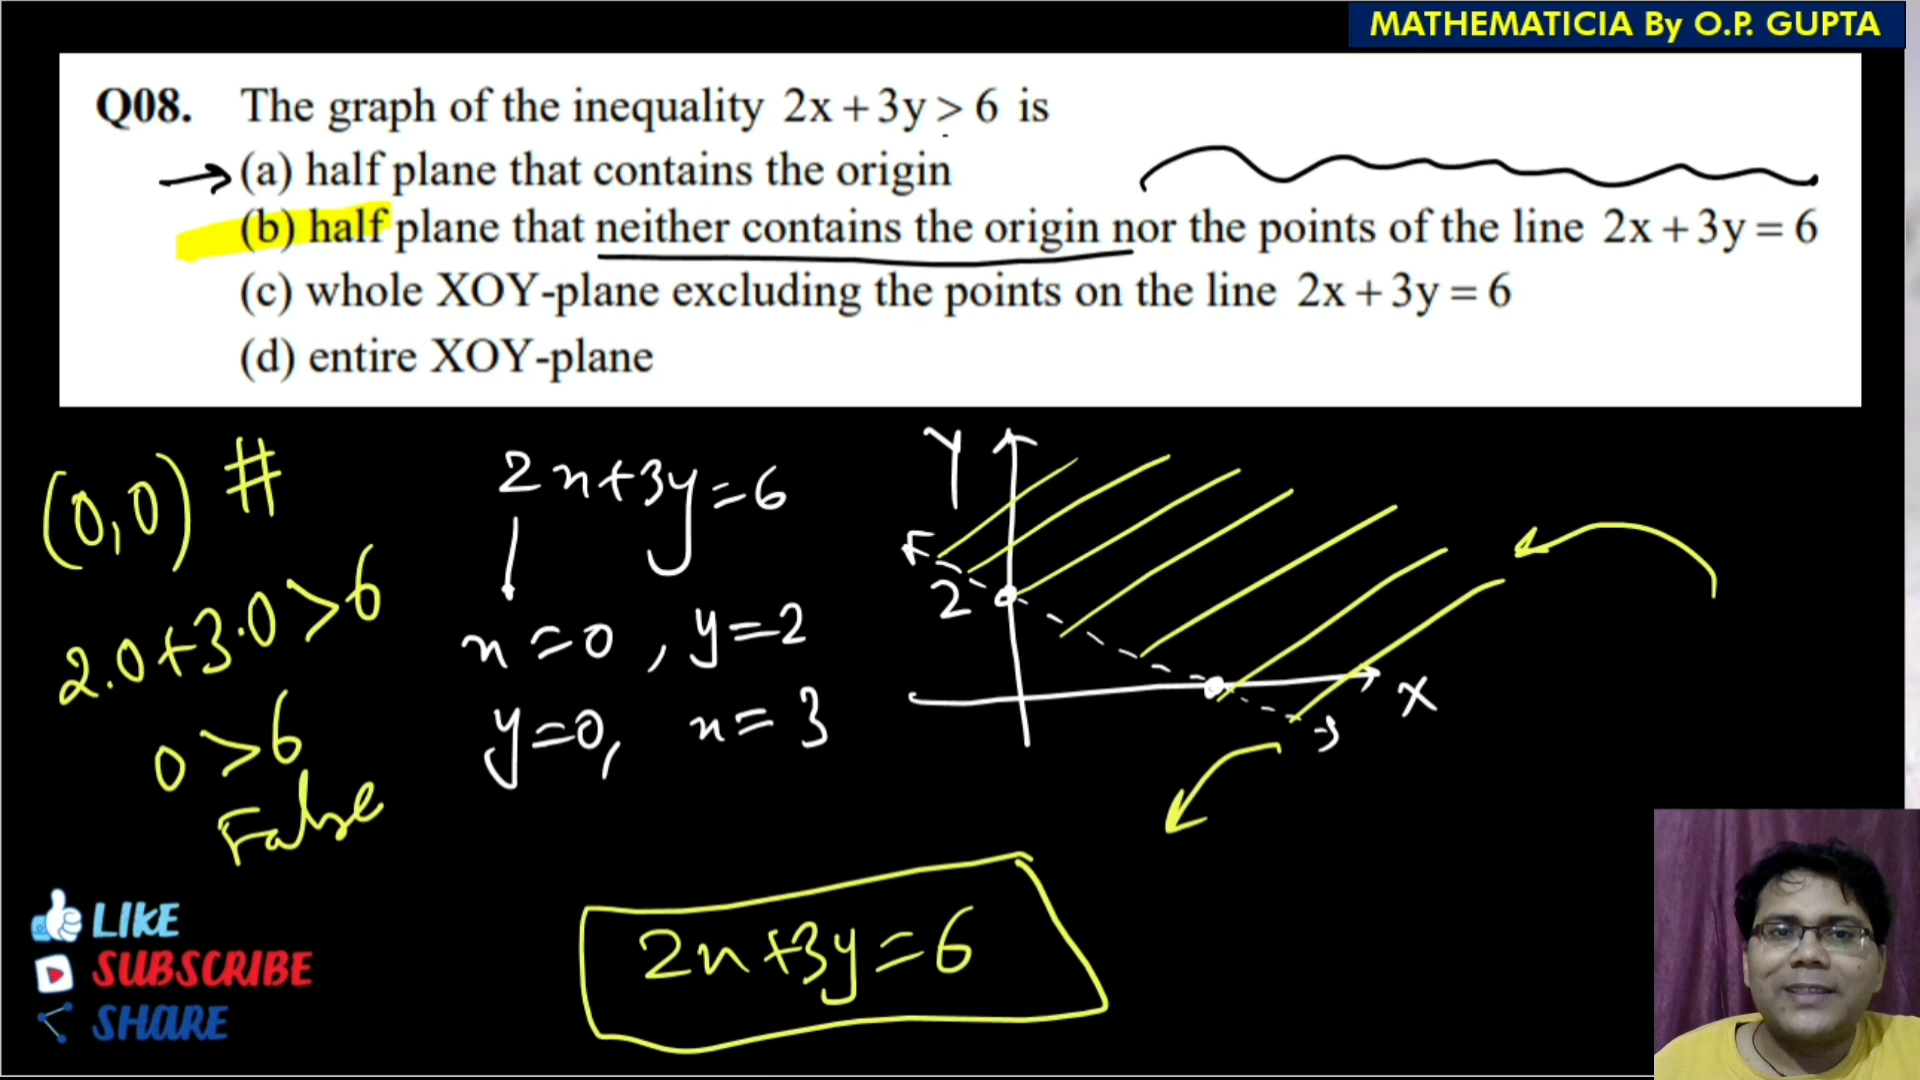 MATHEMATICIA By O.P. GUPTA
Q08. The graph of the inequality 2x + 3y > 6 is
(a) half plane that contains the origin
(b) half plane that neither contains the origin nor the points of the line 2x + 3y = 6
(c) whole XOY-plane excluding the points on the line 2x + 3y = 6
(d) entire XOY-plane
(0,0) #
2.0+3.0>6
0>6
False
2x+3y=6
x=0, y=2
y=0, x=3
Y
2
X
2x+3y=6
LIKE
SUBSCRIBE
SHARE